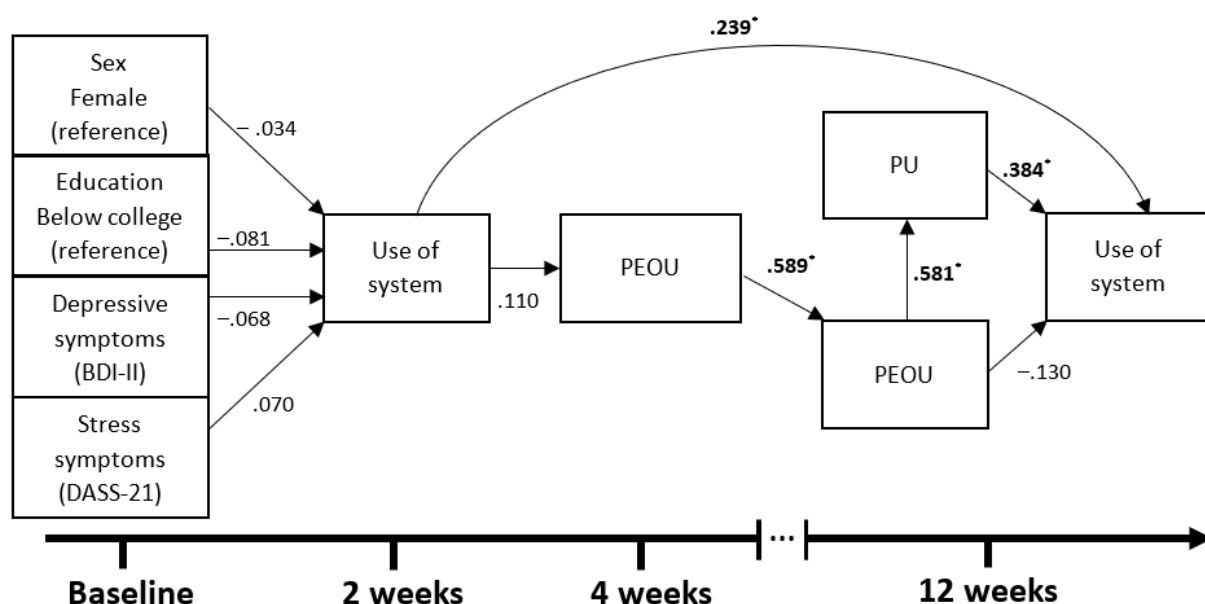 Sex
Female
(reference)
Education
Below college
(reference)
Depressive
symptoms
(BDI-II)
Stress
symptoms
(DASS-21)
– .034
–.081
–.068
.070
Use of
system
.110
PEOU
.589*
.239*
PU
.581*
PEOU
.384*
–.130
Use of
system
...
Baseline
2 weeks
4 weeks
12 weeks